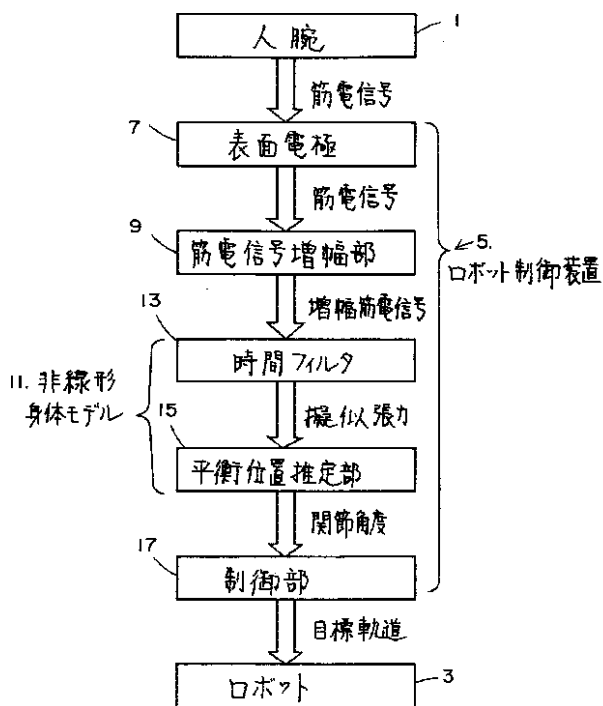 人腕
1
筋電信号
7
表面電極
筋電信号
9
筋電信号増幅部
5.
ロボット制御装置
増幅筋電信号
13
時間フィルタ
11. 非線形
身体モデル
擬似張力
15
平衡位置推定部
関節角度
17
制御部
目標軌道
ロボット
3